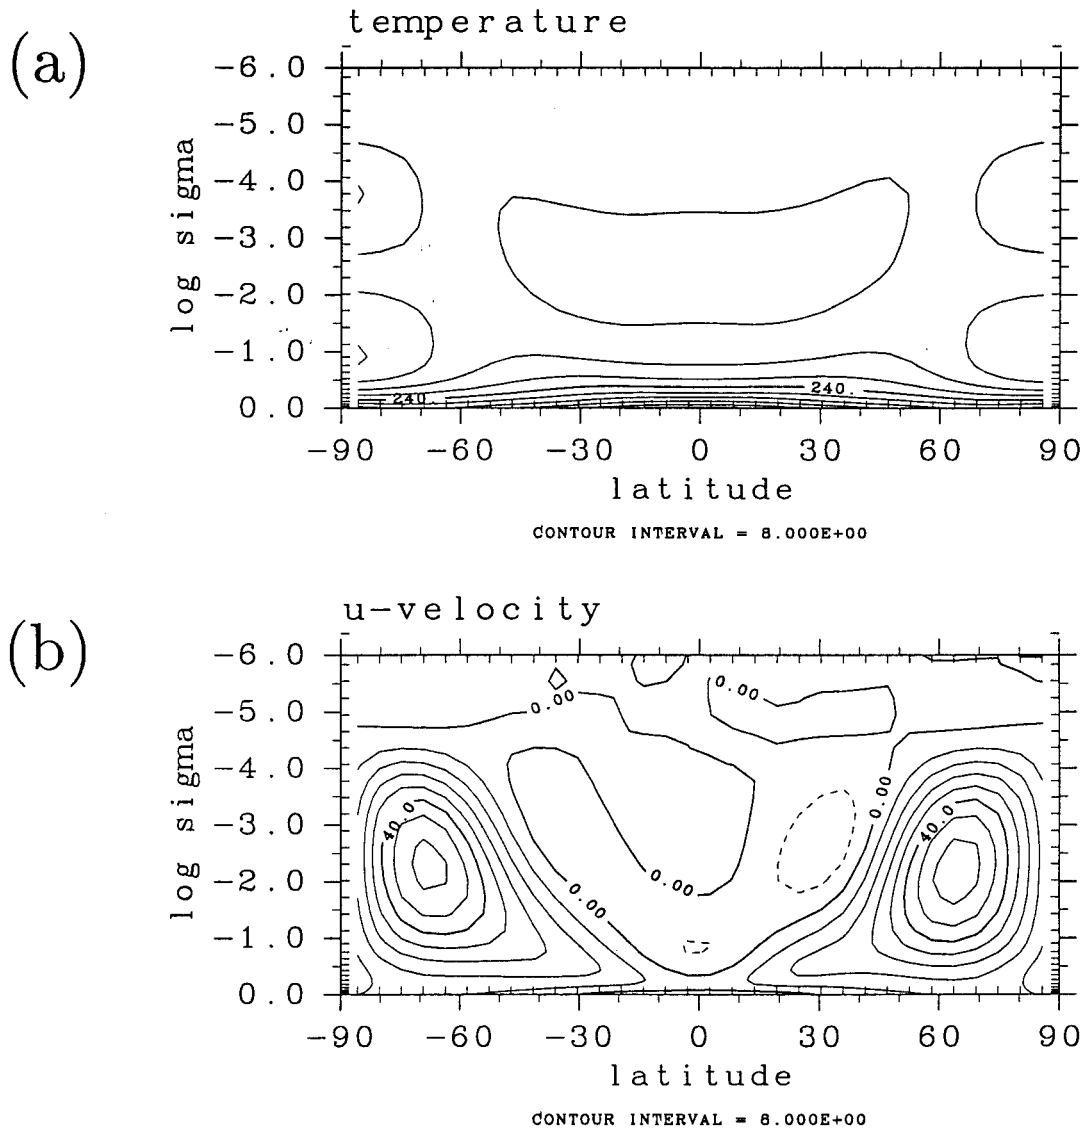 (a)
temperature
-6.0
-5.0
-4.0
-3.0
-2.0
-1.0
0.0
log sigma
240.
240.
-90 -60 -30 0 30 60 90
latitude
CONTOUR INTERVAL = 8.000E+00
(b)
u-velocity
-6.0
-5.0
-4.0
-3.0
-2.0
-1.0
0.0
log sigma
0.00
0.00
40.0
0.00
40.0
0.00
0.00
-90 -60 -30 0 30 60 90
latitude
CONTOUR INTERVAL = 8.000E+00